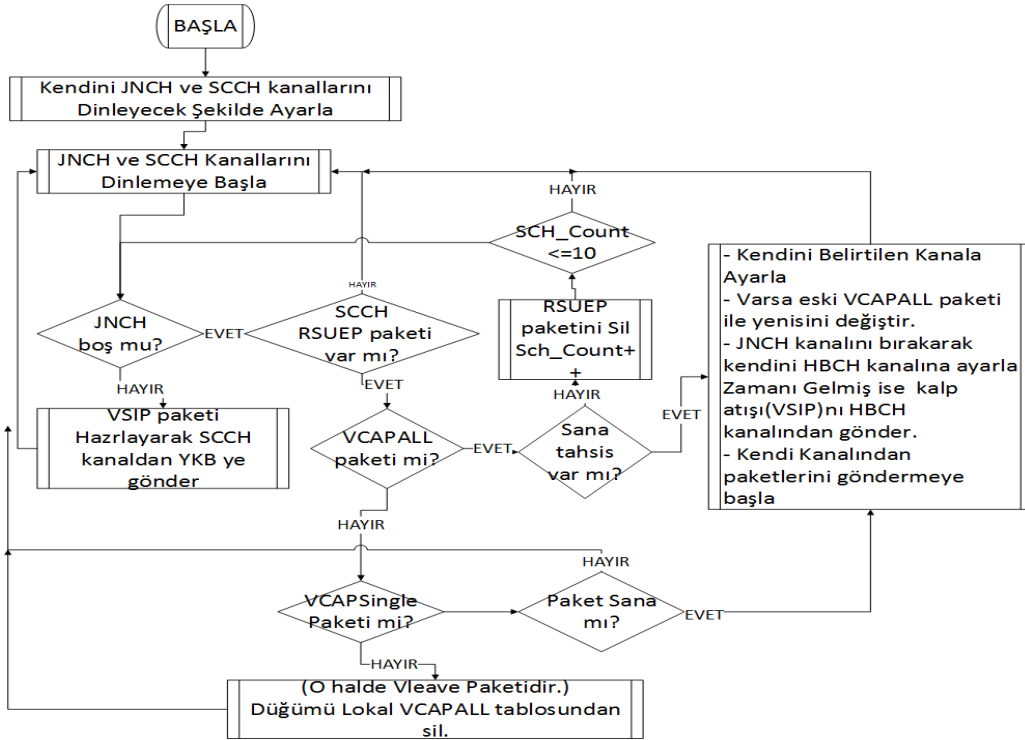 BAŞLA
Kendini JNCH ve SCCH kanallarını
Dinleyecek Şekilde Ayarla
JNCH ve SCCH Kanallarını
Dinlemeye Başla
HAYIR
SCH_Count
<=10
HAYIR
JNCH
boş mu?
EVET
SCCH
RSUEP paketi
var mı?
RSUEP
paketini Sil
Sch_Count+
+
- Kendini Belirtilen Kanala
Ayarla
- Varsa eski VCAPALL paketi
ile yenisini değiştir.
- JNCH kanalını bırakarak
kendini HBCH kanalına ayarla
Zamanı Gelmiş ise kalp
atışı(VSIP)nı HBCH
kanalından gönder.
- Kendi Kanalından
paketlerini göndermeye
başla
HAYIR
EVET
HAYIR
VSIP paketi
Hazrlayarak SCCH
kanaldan YKB ye
gönder
VCAPALL
paketi mi?
EVET
Sana
tahsis
var mı?
EVET
HAYIR
HAYIR
VCAPSingle
Paketi mi?
Paket Sana
mı?
EVET
HAYIR
(O halde Vleave Paketidir.)
Düğümü Lokal VCAPALL tablosundan
sil.